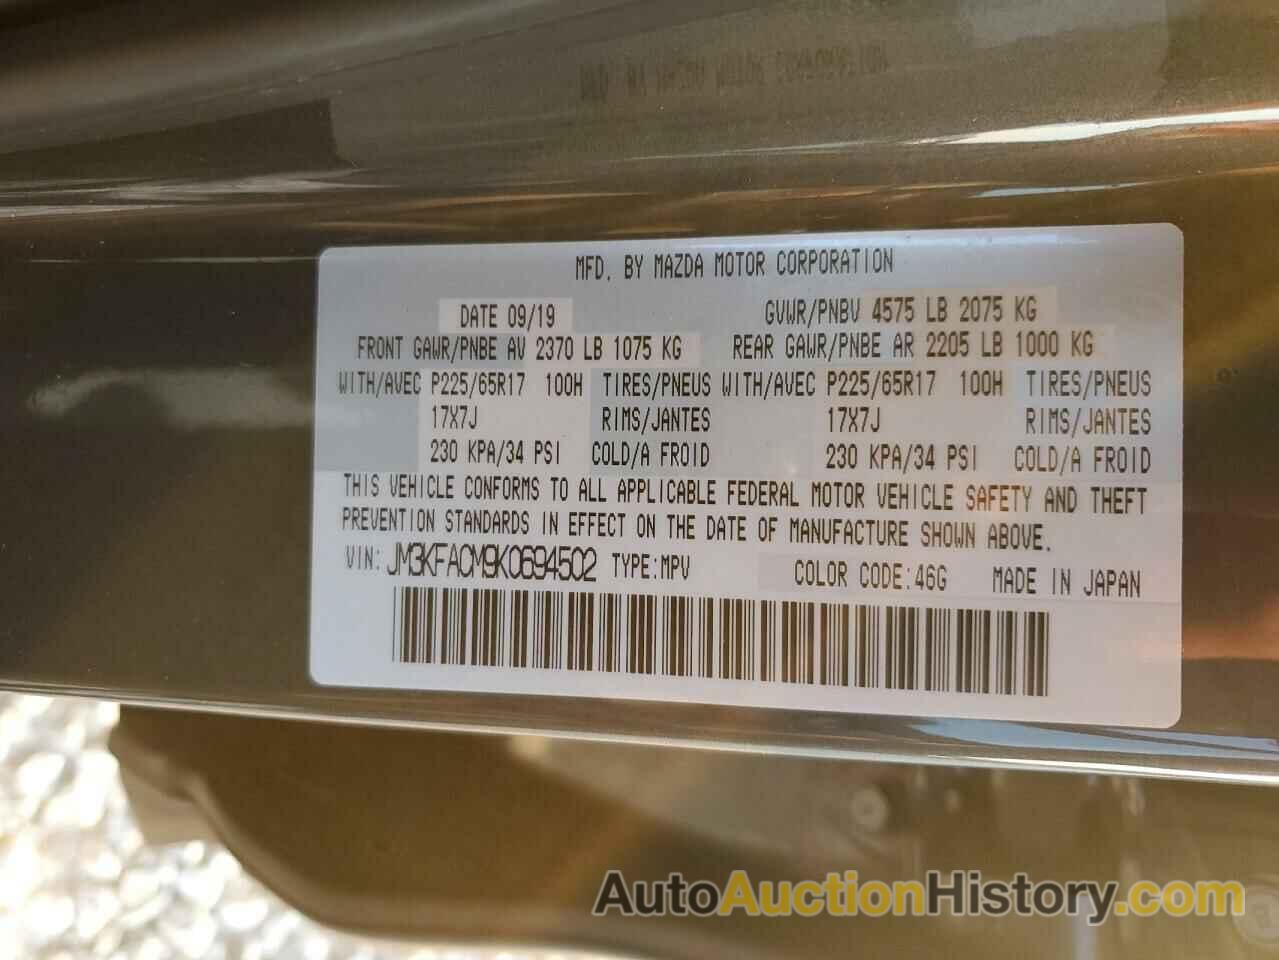 MFD. BY MAZDA MOTOR CORPORATION
DATE 09/19 GVWR/PNBV 4575 LB 2075 KG
FRONT GAWR/PNBE AV 2370 LB 1075 KG REAR GAWR/PNBE AR 2205 LB 1000 KG
WITH/AVEC P225/65R17 100H TIRES/PNEUS WITH/AVEC P225/65R17 100H TIRES/PNEUS
17X7J RIMS/JANTES 17X7J RIMS/JANTES
230 KPA/34 PSI COLD/A FROID 230 KPA/34 PSI COLD/A FROID
THIS VEHICLE CONFORMS TO ALL APPLICABLE FEDERAL MOTOR VEHICLE SAFETY AND THEFT
PREVENTION STANDARDS IN EFFECT ON THE DATE OF MANUFACTURE SHOWN ABOVE.
VIN: JM3KFACM9K0694502 TYPE:MPV COLOR CODE:46G MADE IN JAPAN
AutoAuctionHistory.com